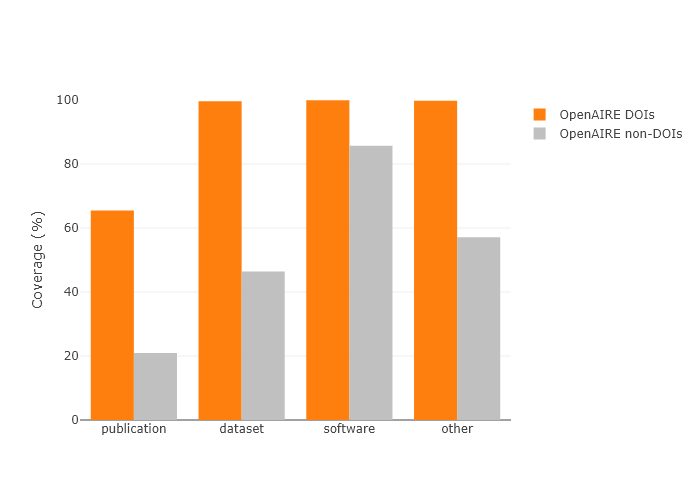 100
80
60
40
20
0
Coverage (%)
publication
dataset
software
other
OpenAIRE DOIs
OpenAIRE non-DOIs